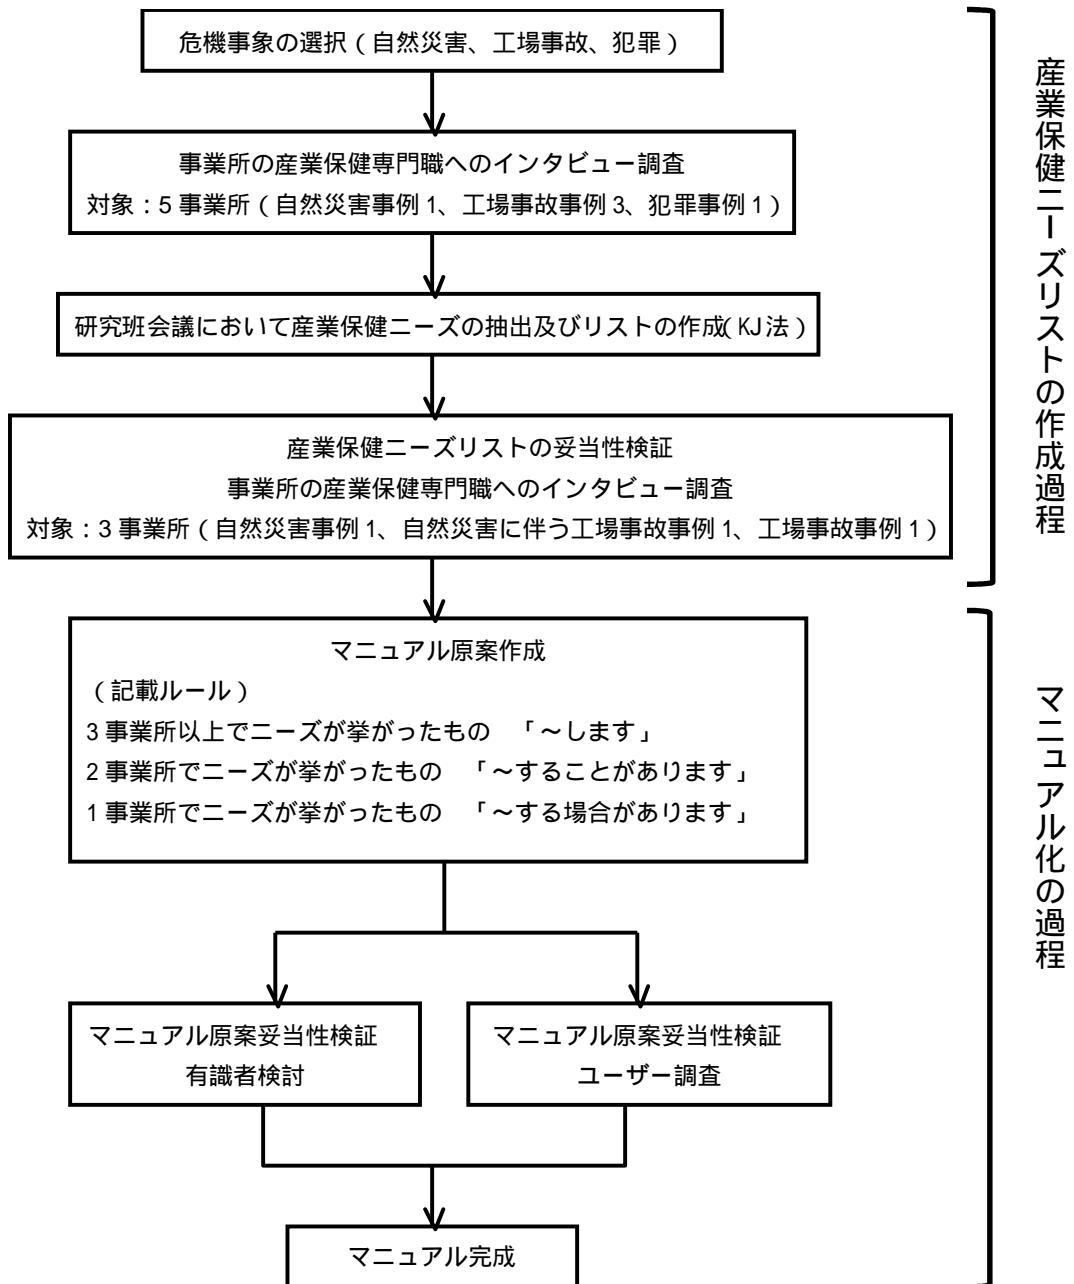 危機事象の選択（自然災害、工場事故、犯罪）
事業所の産業保健専門職へのインタビュー調査
対象：5 事業所（自然災害事例 1、工場事故事例 3、犯罪事例 1）
研究班会議において産業保健ニーズの抽出及びリストの作成（KJ法）
産業保健ニーズリストの妥当性検証
事業所の産業保健専門職へのインタビュー調査
対象：3 事業所（自然災害事例 1、自然災害に伴う工場事故事例 1、工場事故事例 1）
産業保健ニーズリストの作成過程
マニュアル原案作成
（記載ルール）
3 事業所以上でニーズが挙がったもの　「～します」
2 事業所でニーズが挙がったもの　「～することがあります」
1 事業所でニーズが挙がったもの　「～する場合があります」
マニュアル原案妥当性検証
有識者検討
マニュアル原案妥当性検証
ユーザー調査
マニュアル完成
マニュアル化の過程